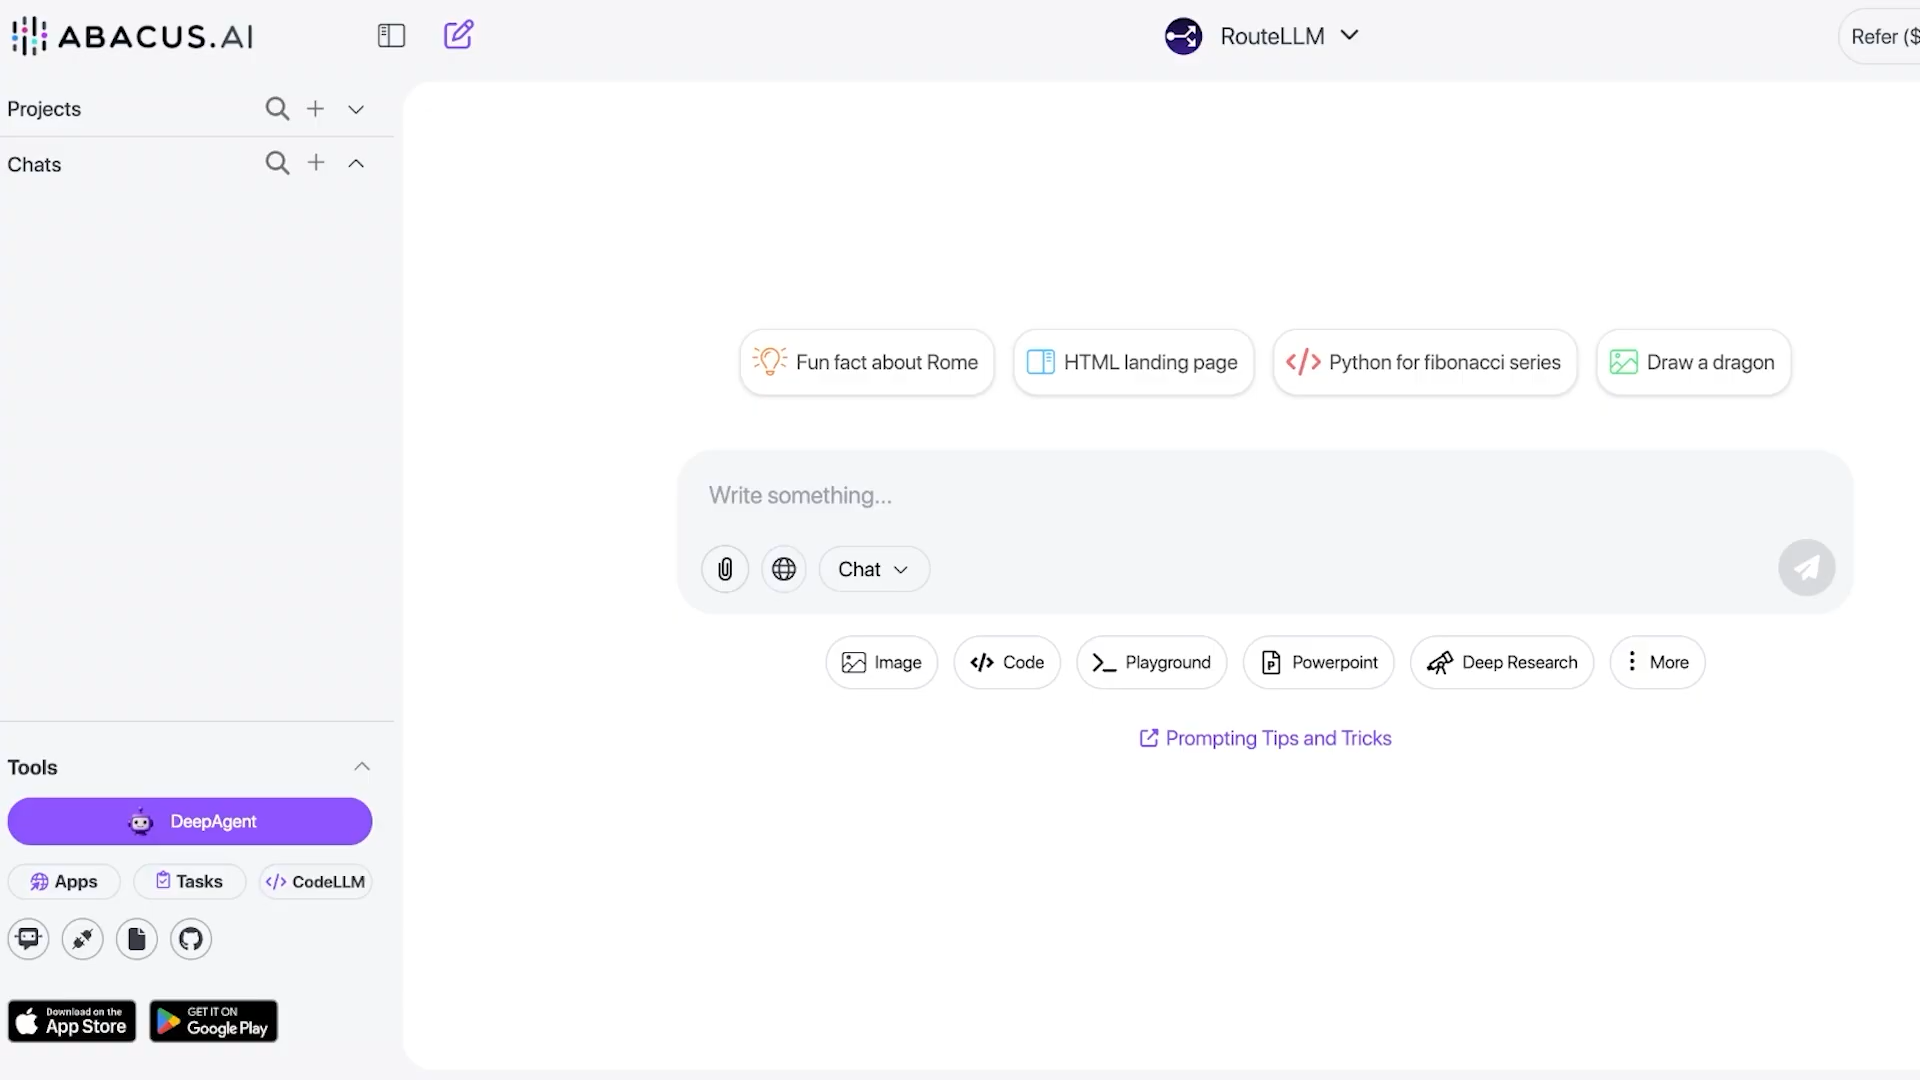 ABACUS.AI
RouteLLM
Refer ($
Projects
Chats
Fun fact about Rome
HTML landing page
Python for fibonacci series
Draw a dragon
Write something...
Chat
Image
Code
Playground
Powerpoint
Deep Research
More
Prompting Tips and Tricks
Tools
DeepAgent
Apps
Tasks
CodeLLM
Download on the
App Store
GET IT ON
Google Play